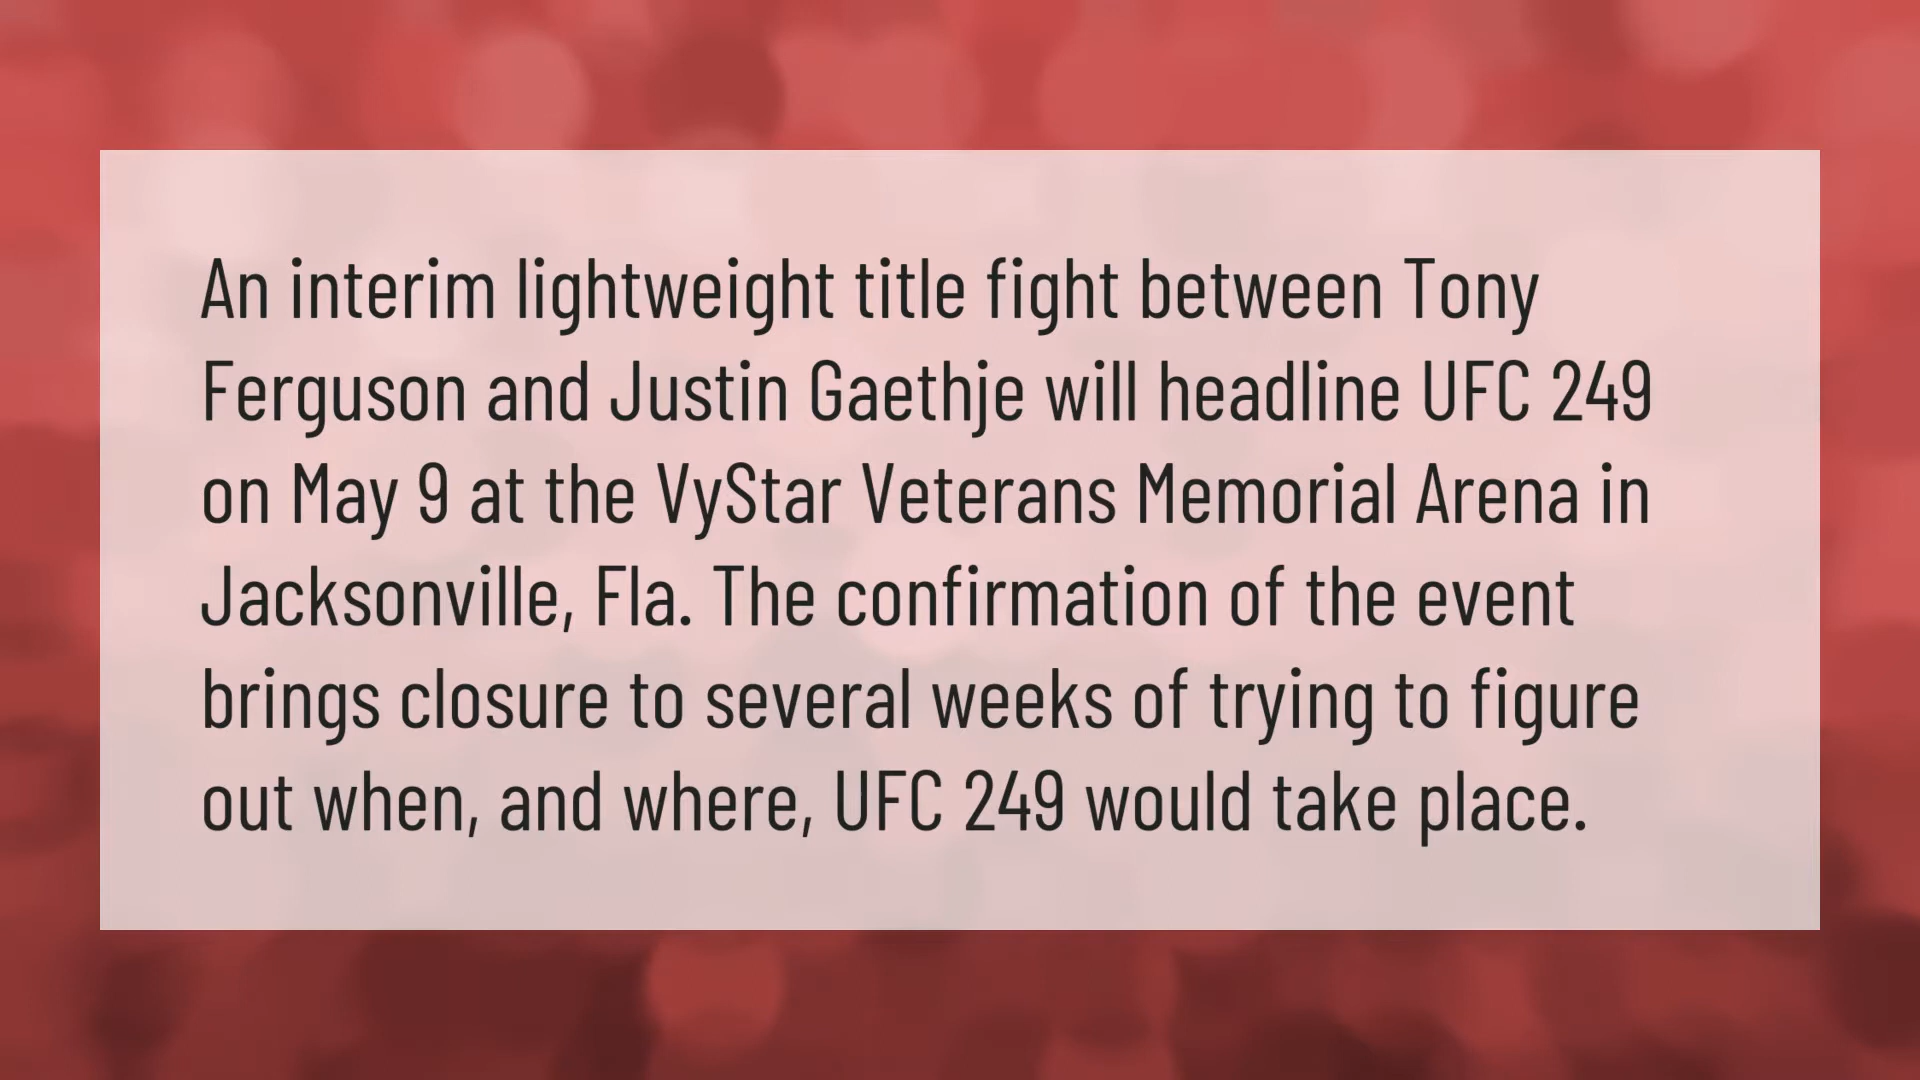 An interim lightweight title fight between Tony
Ferguson and Justin Gaethje will headline UFC 249
on May 9 at the VyStar Veterans Memorial Arena in
Jacksonville, Fla. The confirmation of the event
brings closure to several weeks of trying to figure
out when, and where, UFC 249 would take place.